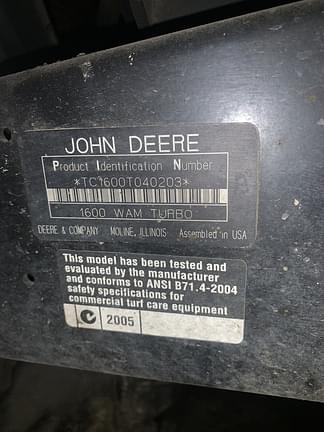 JOHN DEERE
Product Identification Number
*TC1600T040203*
1600 WAM TURBO
DEERE & COMPANY MOLINE, ILLINOIS Assembled in USA
This model has been tested and
evaluated by the manufacturer
and conforms to ANSI B71.4-2004
safety specifications for
commercial turf care equipment
2005